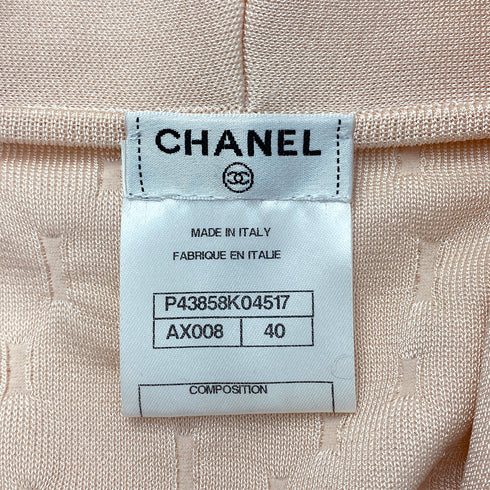 CHANEL
MADE IN ITALY
FABRIQUE EN ITALIE
P43858K04517
AX008 40
COMPOSITION